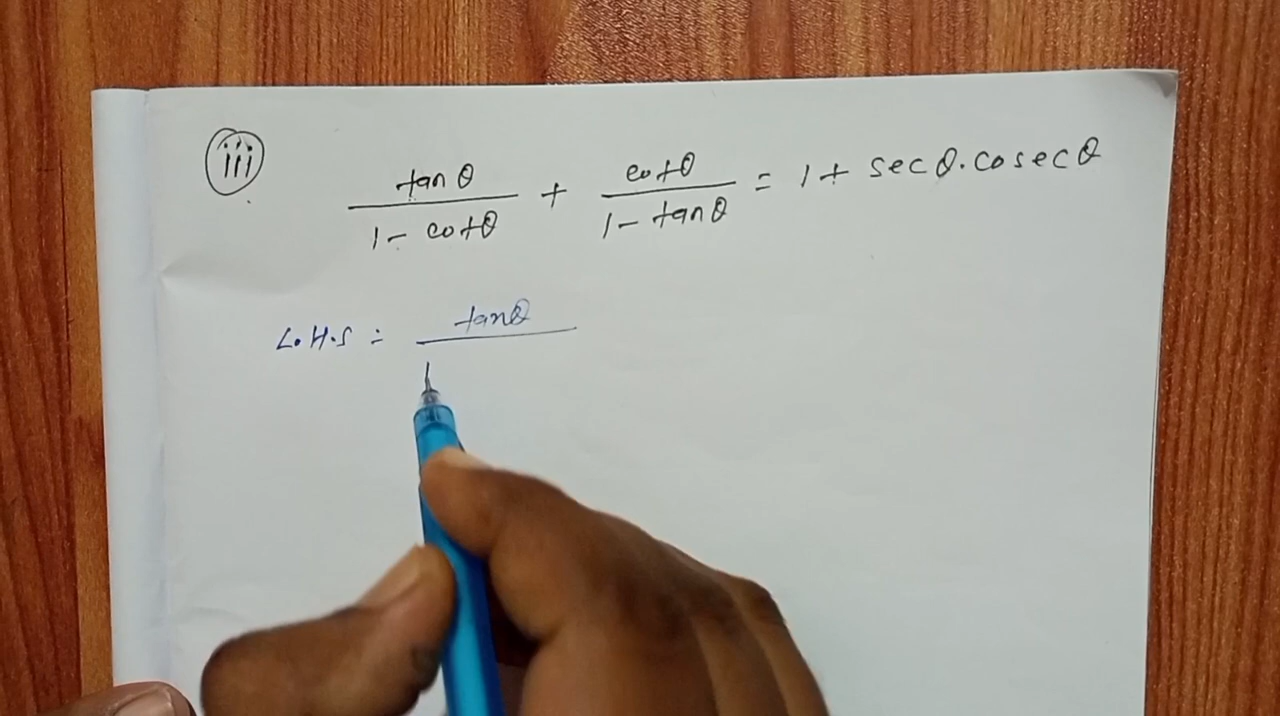 iii
tanθ / 1 - cotθ + cotθ / 1 - tanθ = 1 + secθ.cosecθ
L.H.S = tanθ / 1